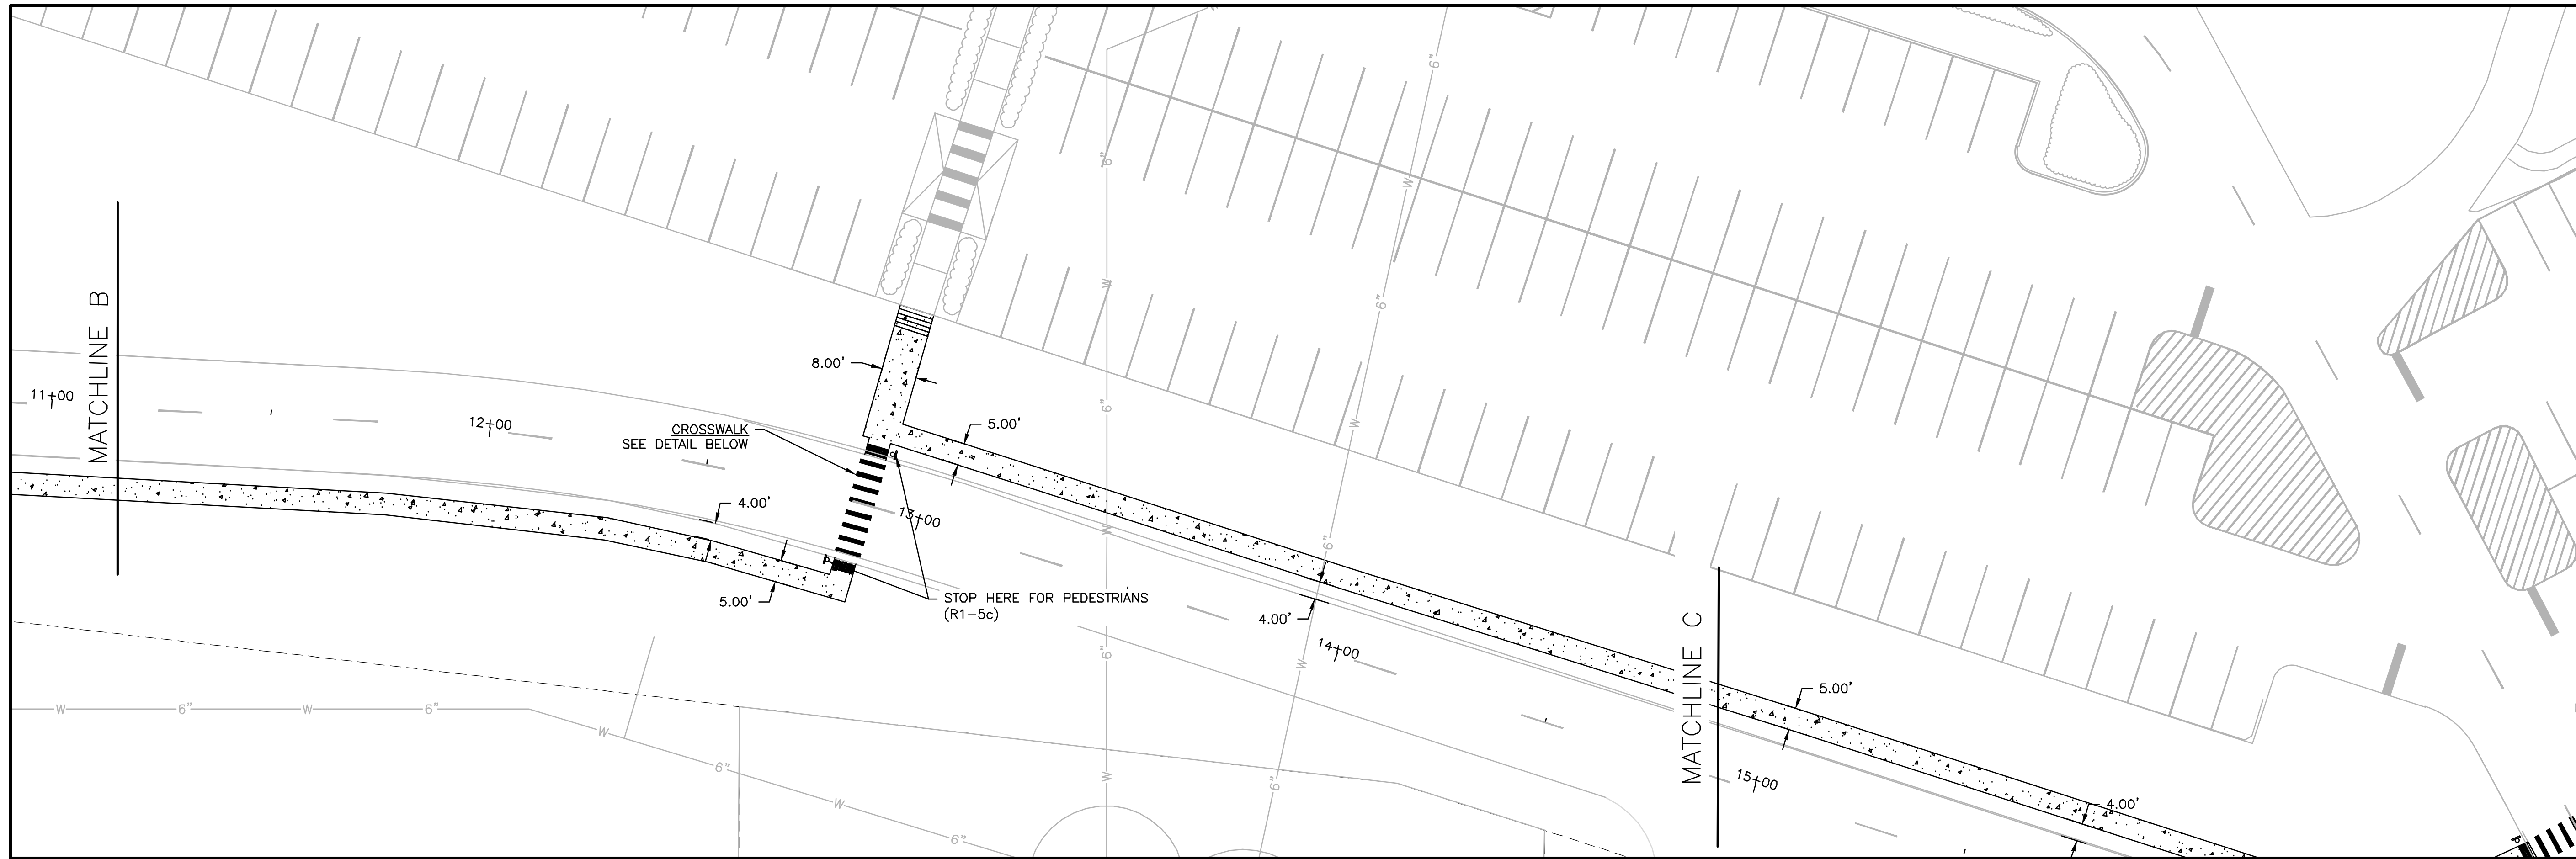 6"
6"
W
6"
W
6"
6"
MATCHLINE B
8.00'
11+00
12+00
CROSSWALK
SEE DETAIL BELOW
5.00'
6"
W
4.00'
13+00
W
6"
5.00'
STOP HERE FOR PEDESTRIANS
(R1-5c)
4.00'
14+00
6"
W
MATCHLINE C
5.00'
W
6"
W
6"
W
6"
W
6"
15+00
W
6"
4.00'